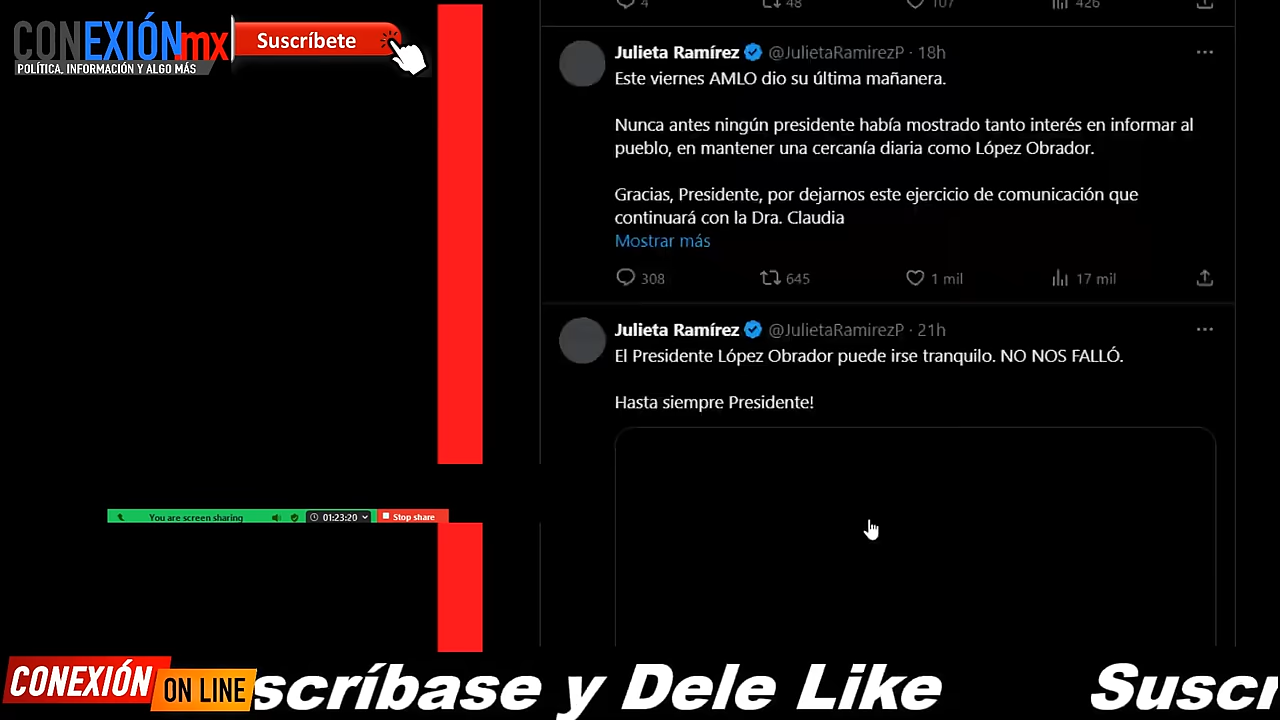 CONEXIÓNmx
POLÍTICA, INFORMACIÓN Y ALGO MÁS
Suscríbete
4 48 107 426
Julieta Ramírez @JulietaRamirezP · 18h
Este viernes AMLO dio su última mañanera.
Nunca antes ningún presidente había mostrado tanto interés en informar al
pueblo, en mantener una cercanía diaria como López Obrador.
Gracias, Presidente, por dejarnos este ejercicio de comunicación que
continuará con la Dra. Claudia
Mostrar más
308 645 1 mil 17 mil
Julieta Ramírez @JulietaRamirezP · 21h
El Presidente López Obrador puede irse tranquilo. NO NOS FALLÓ.
Hasta siempre Presidente!
You are screen sharing 01:23:20 Stop share
CONEXIÓN ON LINE
scríbase y Dele Like Suscr